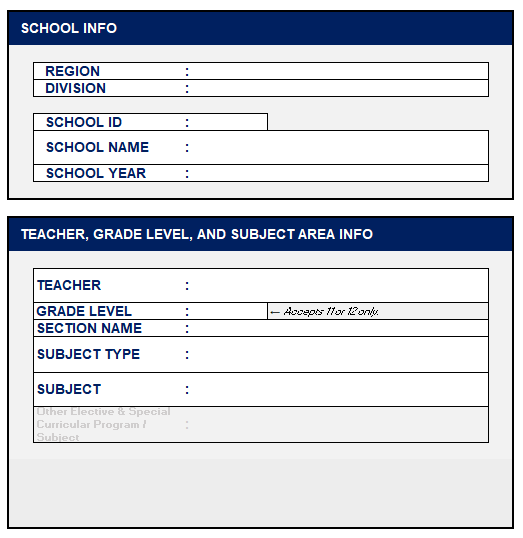 SCHOOL INFO
REGION :
DIVISION :
SCHOOL ID :
SCHOOL NAME :
SCHOOL YEAR :
TEACHER, GRADE LEVEL, AND SUBJECT AREA INFO
TEACHER :
GRADE LEVEL : ← Accepts 11 or 12 only.
SECTION NAME :
SUBJECT TYPE :
SUBJECT :
Other Elective & Special
Curricular Program / :
Subject